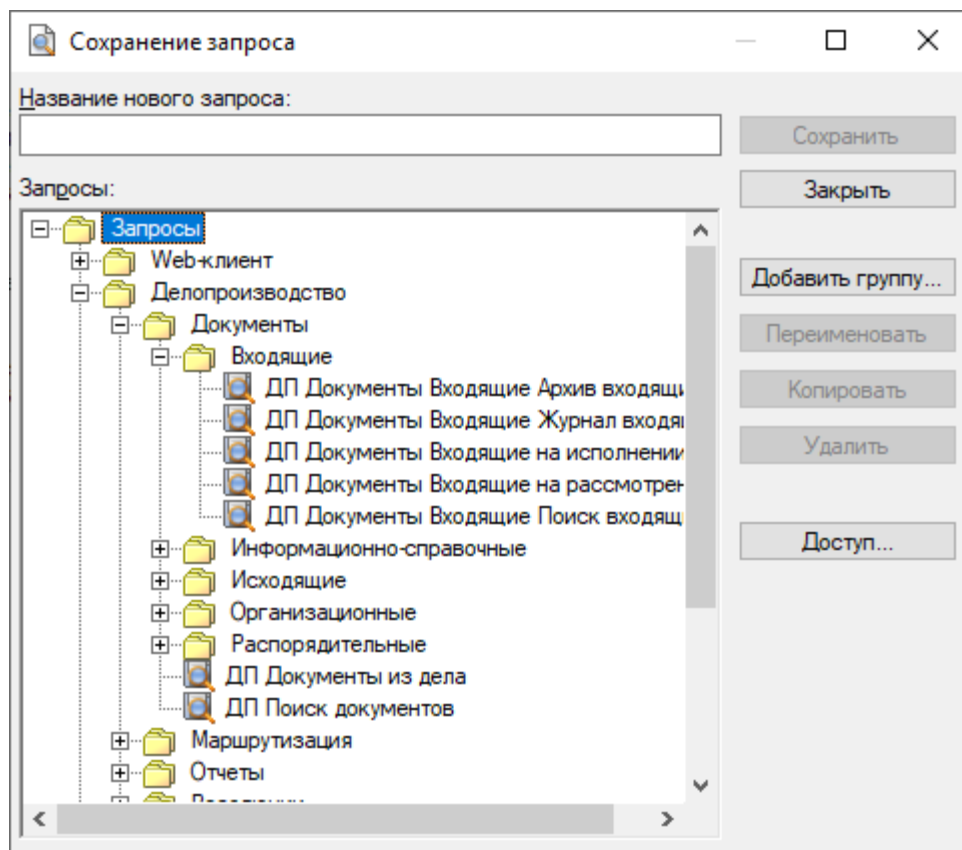 Сохранение запроса
Название нового запроса:
Сохранить
Запросы:
Закрыть
Запросы
Web-клиент
Добавить группу...
Делопроизводство
Документы
Переименовать
Входящие
ДП Документы Входящие Архив входящи
Копировать
ДП Документы Входящие Журнал входя
ДП Документы Входящие на исполнении
Удалить
ДП Документы Входящие на рассмотрен
ДП Документы Входящие Поиск входящ
Доступ...
Информационно-справочные
Исходящие
Организационные
Распорядительные
ДП Документы из дела
ДП Поиск документов
Маршрутизация
Отчеты